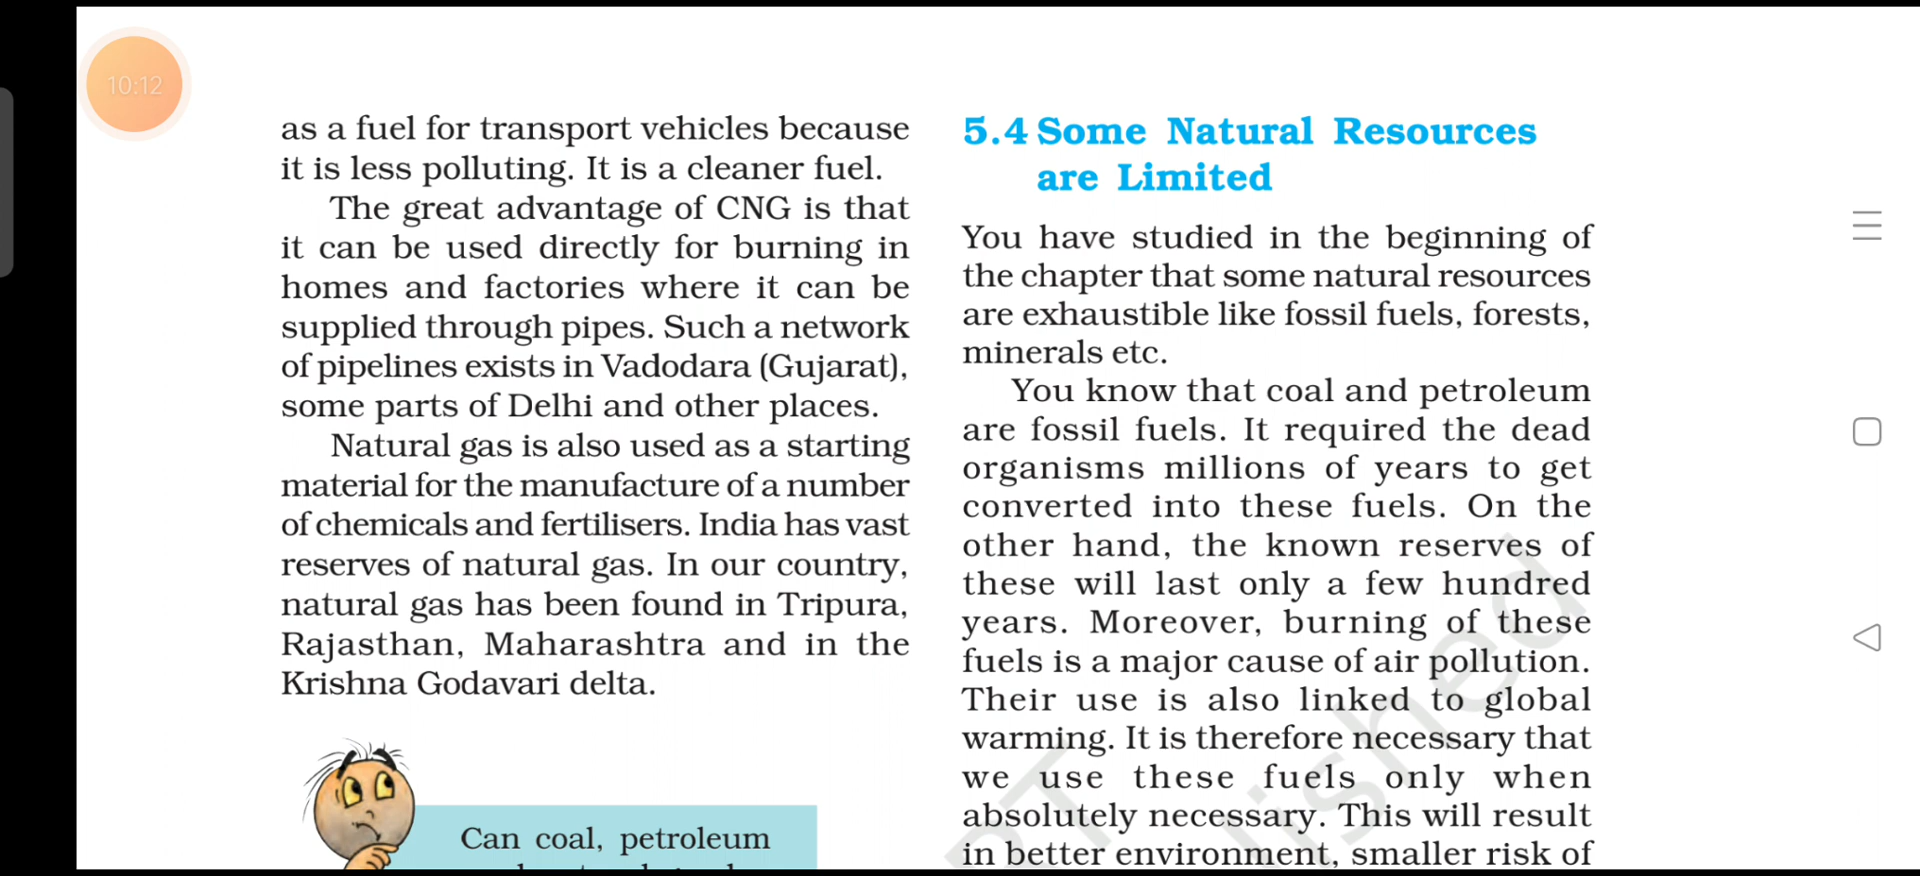 10:12
as a fuel for transport vehicles because
it is less polluting. It is a cleaner fuel.
The great advantage of CNG is that
it can be used directly for burning in
homes and factories where it can be
supplied through pipes. Such a network
of pipelines exists in Vadodara (Gujarat),
some parts of Delhi and other places.
Natural gas is also used as a starting
material for the manufacture of a number
of chemicals and fertilisers. India has vast
reserves of natural gas. In our country,
natural gas has been found in Tripura,
Rajasthan, Maharashtra and in the
Krishna Godavari delta.
Can coal, petroleum
5.4 Some Natural Resources
are Limited
You have studied in the beginning of
the chapter that some natural resources
are exhaustible like fossil fuels, forests,
minerals etc.
You know that coal and petroleum
are fossil fuels. It required the dead
organisms millions of years to get
converted into these fuels. On the
other hand, the known reserves of
these will last only a few hundred
years. Moreover, burning of these
fuels is a major cause of air pollution.
Their use is also linked to global
warming. It is therefore necessary that
we use these fuels only when
absolutely necessary. This will result
in better environment, smaller risk of